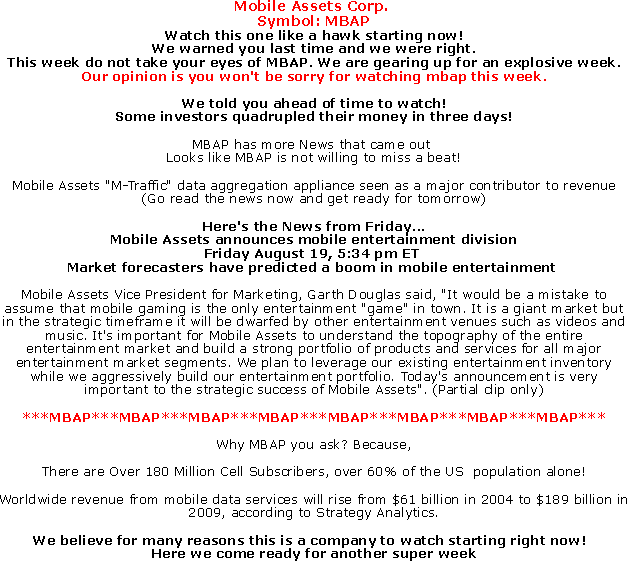 Mobile Assets Corp.
Symbol: MBAP
Watch this one like a hawk starting now!
We warned you last time and we were right.
This week do not take your eyes of MBAP. We are gearing up for an explosive week.
Our opinion is you won't be sorry for watching mbap this week.
We told you ahead of time to watch!
Some investors quadrupled their money in three days!
MBAP has more News that came out
Looks like MBAP is not willing to miss a beat!
Mobile Assets "M-Traffic" data aggregation appliance seen as a major contributor to revenue
(Go read the news now and get ready for tomorrow)
Here's the News from Friday...
Mobile Assets announces mobile entertainment division
Friday August 19, 5:34 pm ET
Market forecasters have predicted a boom in mobile entertainment
Mobile Assets Vice President for Marketing, Garth Douglas said, "It would be a mistake to
assume that mobile gaming is the only entertainment "game" in town. It is a giant market but
in the strategic timeframe it will be dwarfed by other entertainment venues such as videos and
music. It's important for Mobile Assets to understand the topography of the entire
entertainment market and build a strong portfolio of products and services for all major
entertainment market segments. We plan to leverage our existing entertainment inventory
while we aggressively build our entertainment portfolio. Today's announcement is very
important to the strategic success of Mobile Assets". (Partial clip only)
***MBAP***MBAP***MBAP***MBAP***MBAP***MBAP***MBAP***MBAP***
Why MBAP you ask? Because,
There are Over 180 Million Cell Subscribers, over 60% of the US population alone!
Worldwide revenue from mobile data services will rise from $61 billion in 2004 to $189 billion in
2009, according to Strategy Analytics.
We believe for many reasons this is a company to watch starting right now!
Here we come ready for another super week